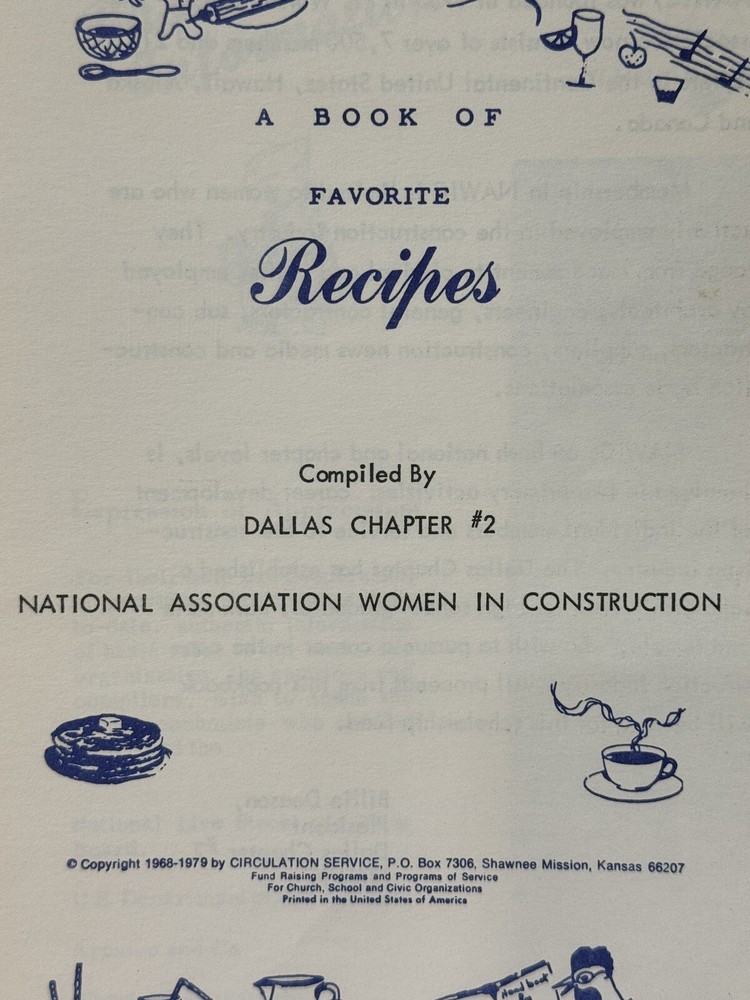 A BOOK OF
FAVORITE
Recipes
Compiled By
DALLAS CHAPTER #2
NATIONAL ASSOCIATION WOMEN IN CONSTRUCTION
© Copyright 1968-1979 by CIRCULATION SERVICE, P.O. Box 7306, Shawnee Mission, Kansas 66207
Fund Raising Programs and Programs of Service
For Church, School and Civic Organizations
Printed in the United States of America
Hand book